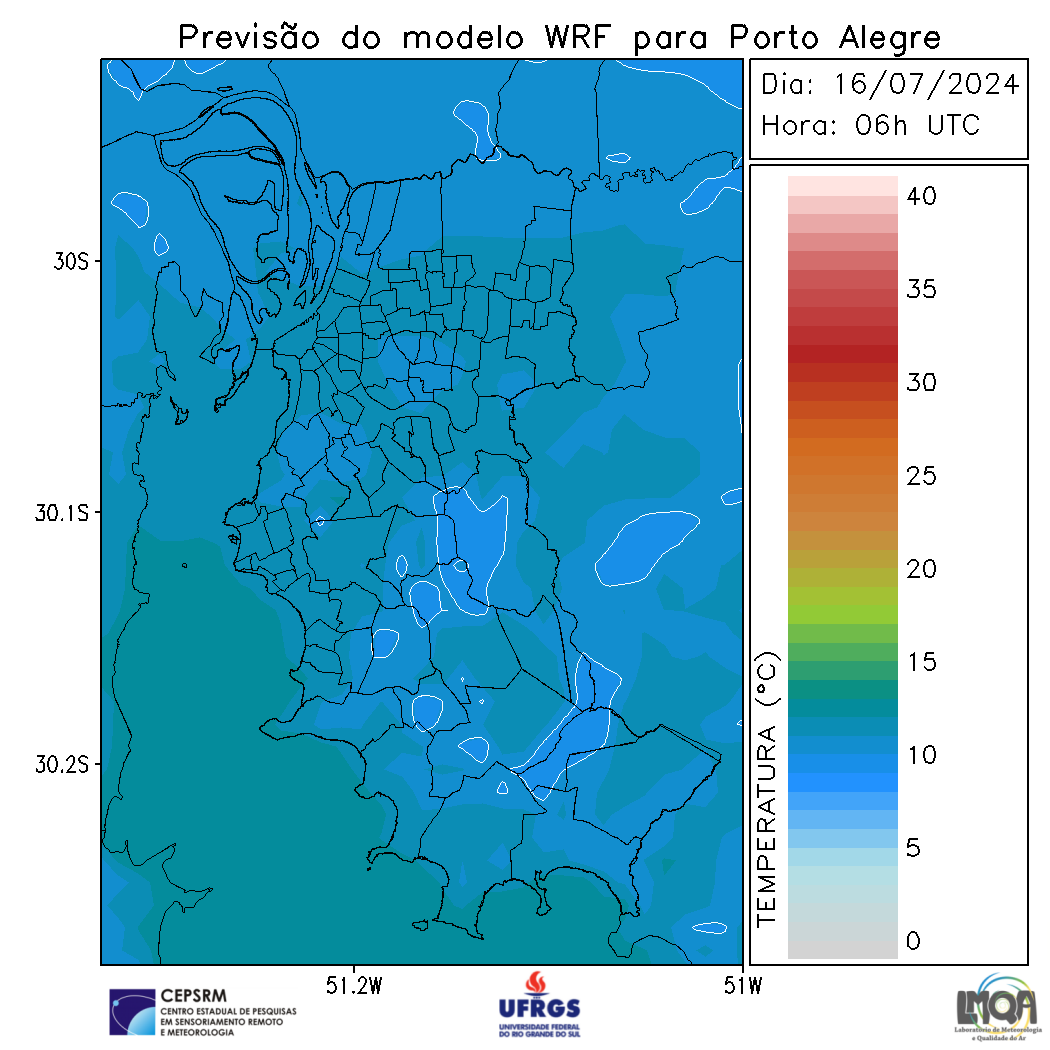 Previsão do modelo WRF para Porto Alegre
Dia: 16/07/2024
Hora: 06h UTC
40
35
30
25
20
15
10
5
0
TEMPERATURA (°C)
30S
30.1S
30.2S
51.2W
51W
CEPSRM
CENTRO ESTADUAL DE PESQUISAS
EM SENSORIAMENTO REMOTO
E METEOROLOGIA
UFRGS
UNIVERSIDADE FEDERAL
DO RIO GRANDE DO SUL
LMQA
Laboratório de Meteorologia
e Qualidade do Ar